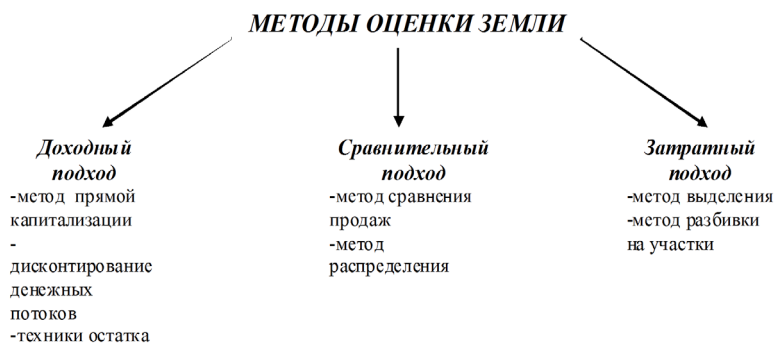 МЕТОДЫ ОЦЕНКИ ЗЕМЛИ
Доходный
подход
-метод прямой
капитализации
-
дисконтирование
денежных
потоков
-техники остатка
Сравнительный
подход
-метод сравнения
продаж
-метод
распределения
Затратный
подход
-метод выделения
-метод разбивки
на участки